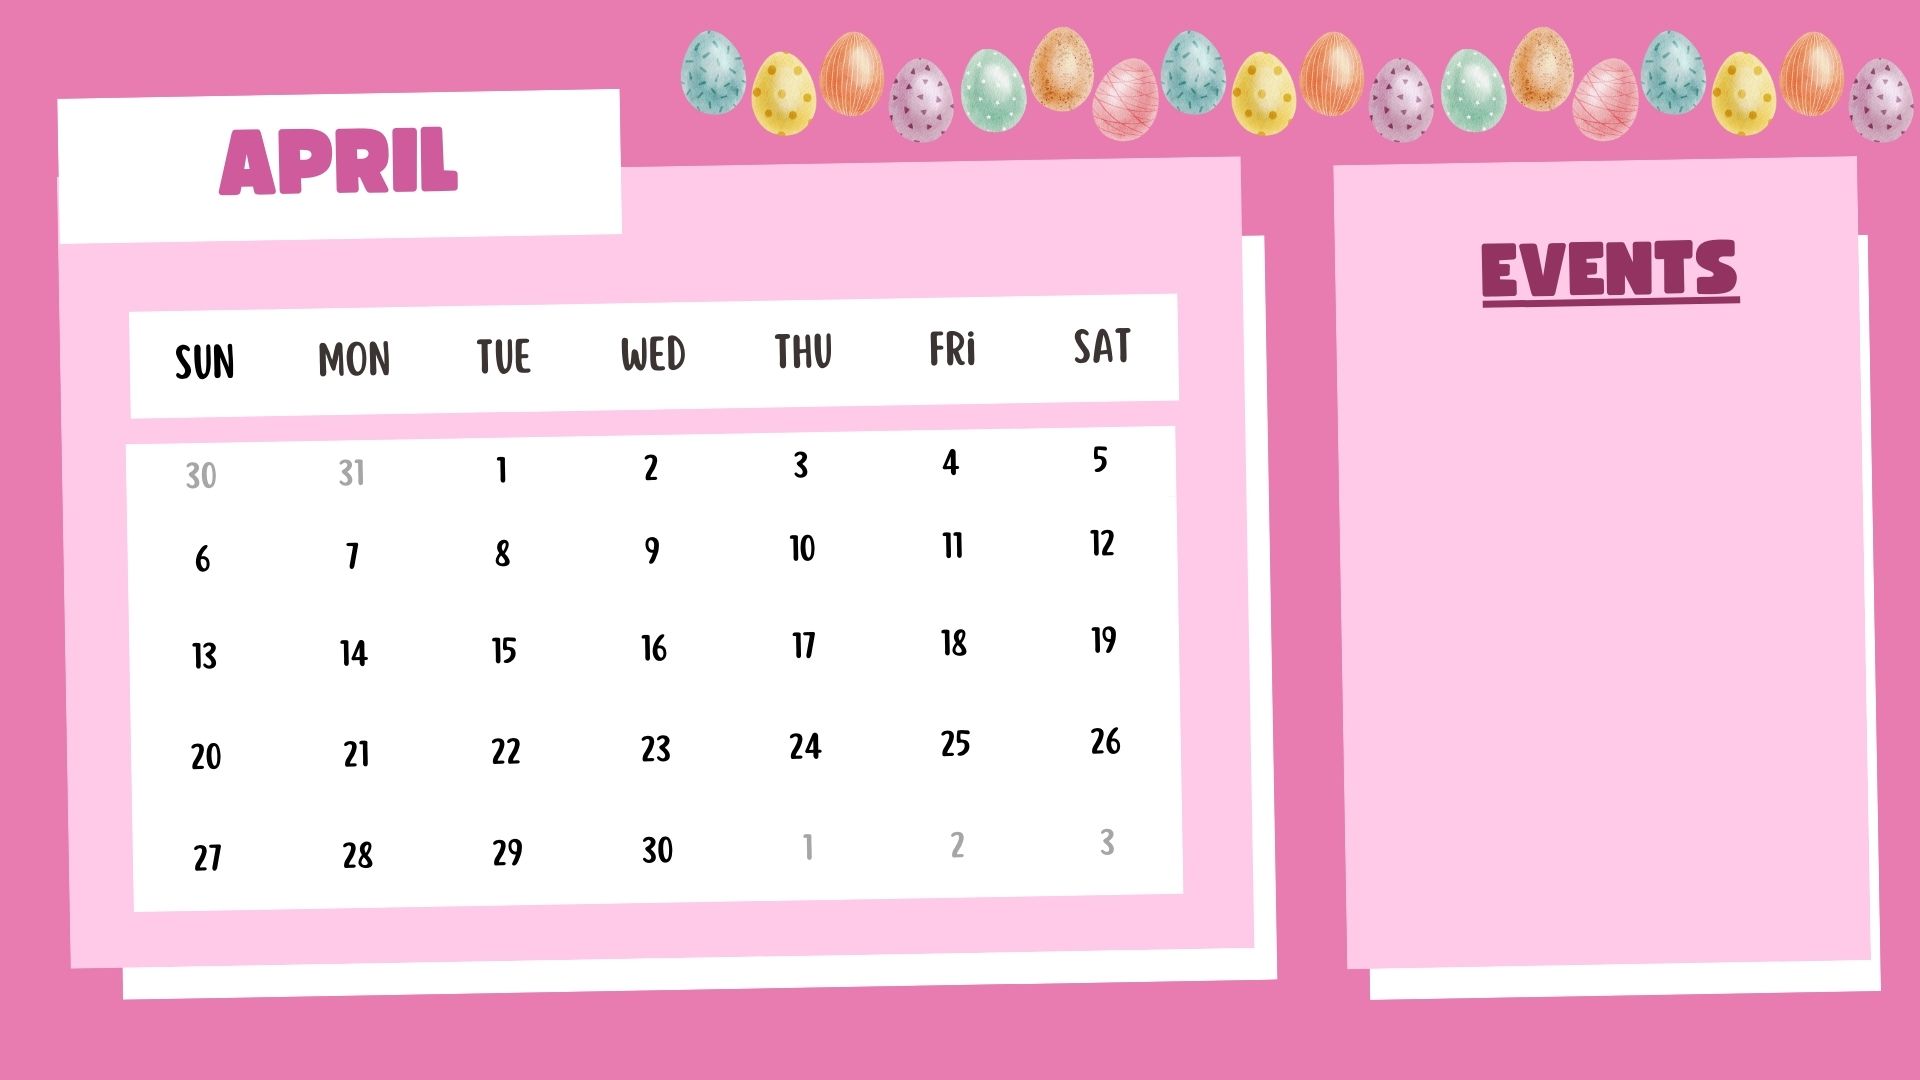 APRIL
SUN MON TUE WED THU FRi SAT
30 31 1 2 3 4 5
6 7 8 9 10 11 12
13 14 15 16 17 18 19
20 21 22 23 24 25 26
27 28 29 30 1 2 3
EVENTS